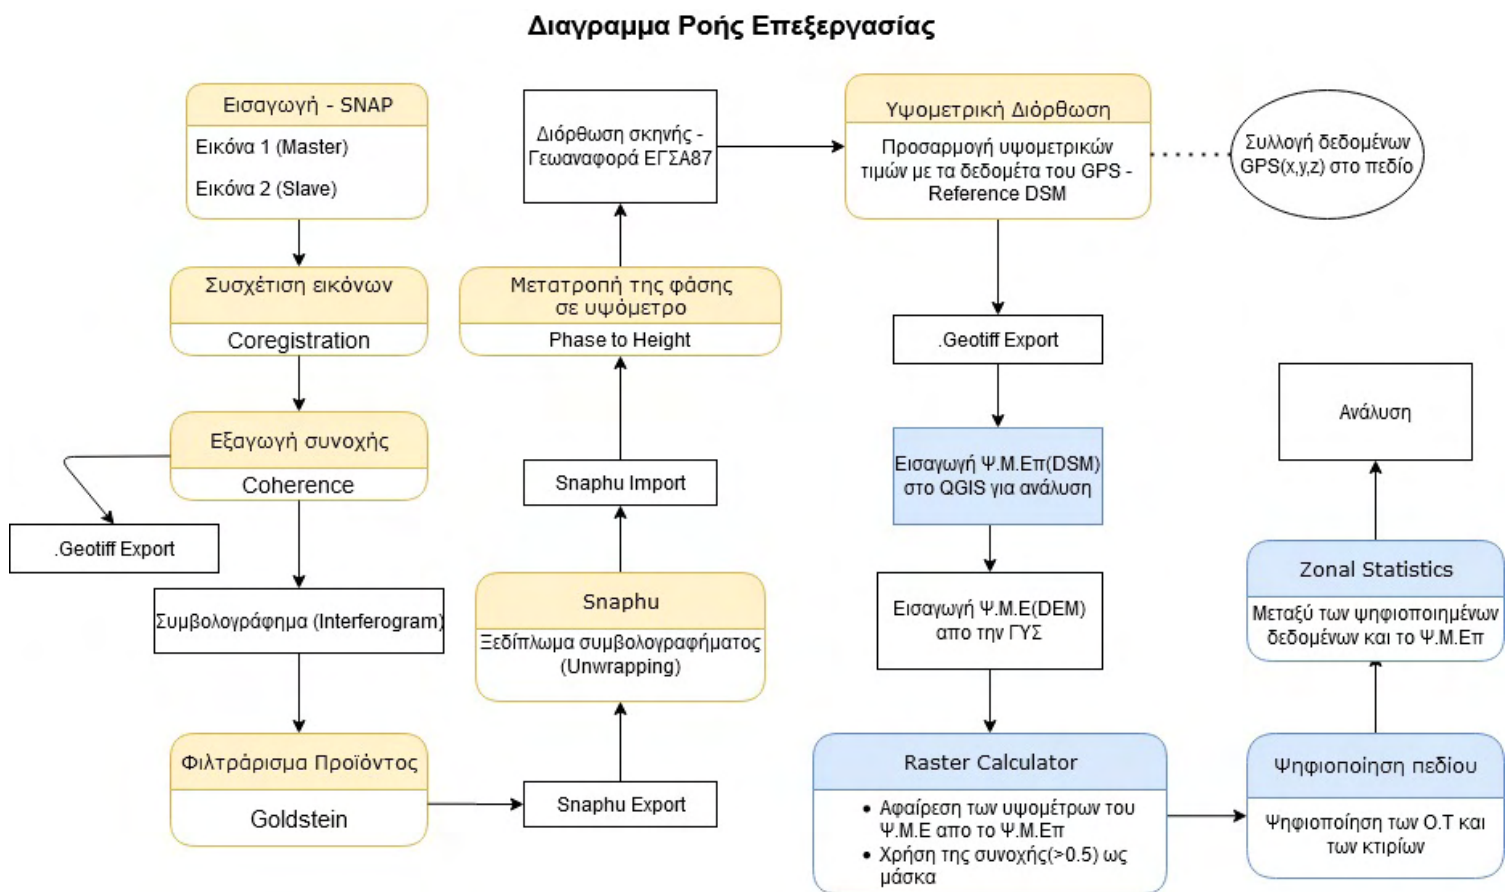 Διαγραμμα Ροής Επεξεργασίας
Εισαγωγή - SNAP
Εικόνα 1 (Master)
Εικόνα 2 (Slave)
Συσχέτιση εικόνων
Coregistration
Εξαγωγή συνοχής
Coherence
.Geotiff Export
Συμβολογράφημα (Interferogram)
Φιλτράρισμα Προϊόντος
Goldstein
Snaphu Export
Snaphu
Ξεδίπλωμα συμβολογραφήματος
(Unwrapping)
Snaphu Import
Μετατροπή της φάσης
σε υψόμετρο
Phase to Height
Διόρθωση σκηνής -
Γεωαναφορά ΕΓΣΑ87
Υψομετρική Διόρθωση
Προσαρμογή υψομετρικών
τιμών με τα δεδομέτα του GPS -
Reference DSM
Συλλογή δεδομένων
GPS(x,y,z) στο πεδίο
.Geotiff Export
Εισαγωγή Ψ.Μ.Επ(DSM)
στο QGIS για ανάλυση
Εισαγωγή Ψ.Μ.Ε(DEM)
απο την ΓΥΣ
Raster Calculator
• Αφαίρεση των υψομέτρων του
Ψ.Μ.Ε απο το Ψ.Μ.Επ
• Χρήση της συνοχής(>0.5) ως
μάσκα
Ψηφιοποίηση πεδίου
Ψηφιοποίηση των Ο.Τ και
των κτιρίων
Zonal Statistics
Μεταξύ των ψηφιοποιημένων
δεδομένων και το Ψ.Μ.Επ
Ανάλυση